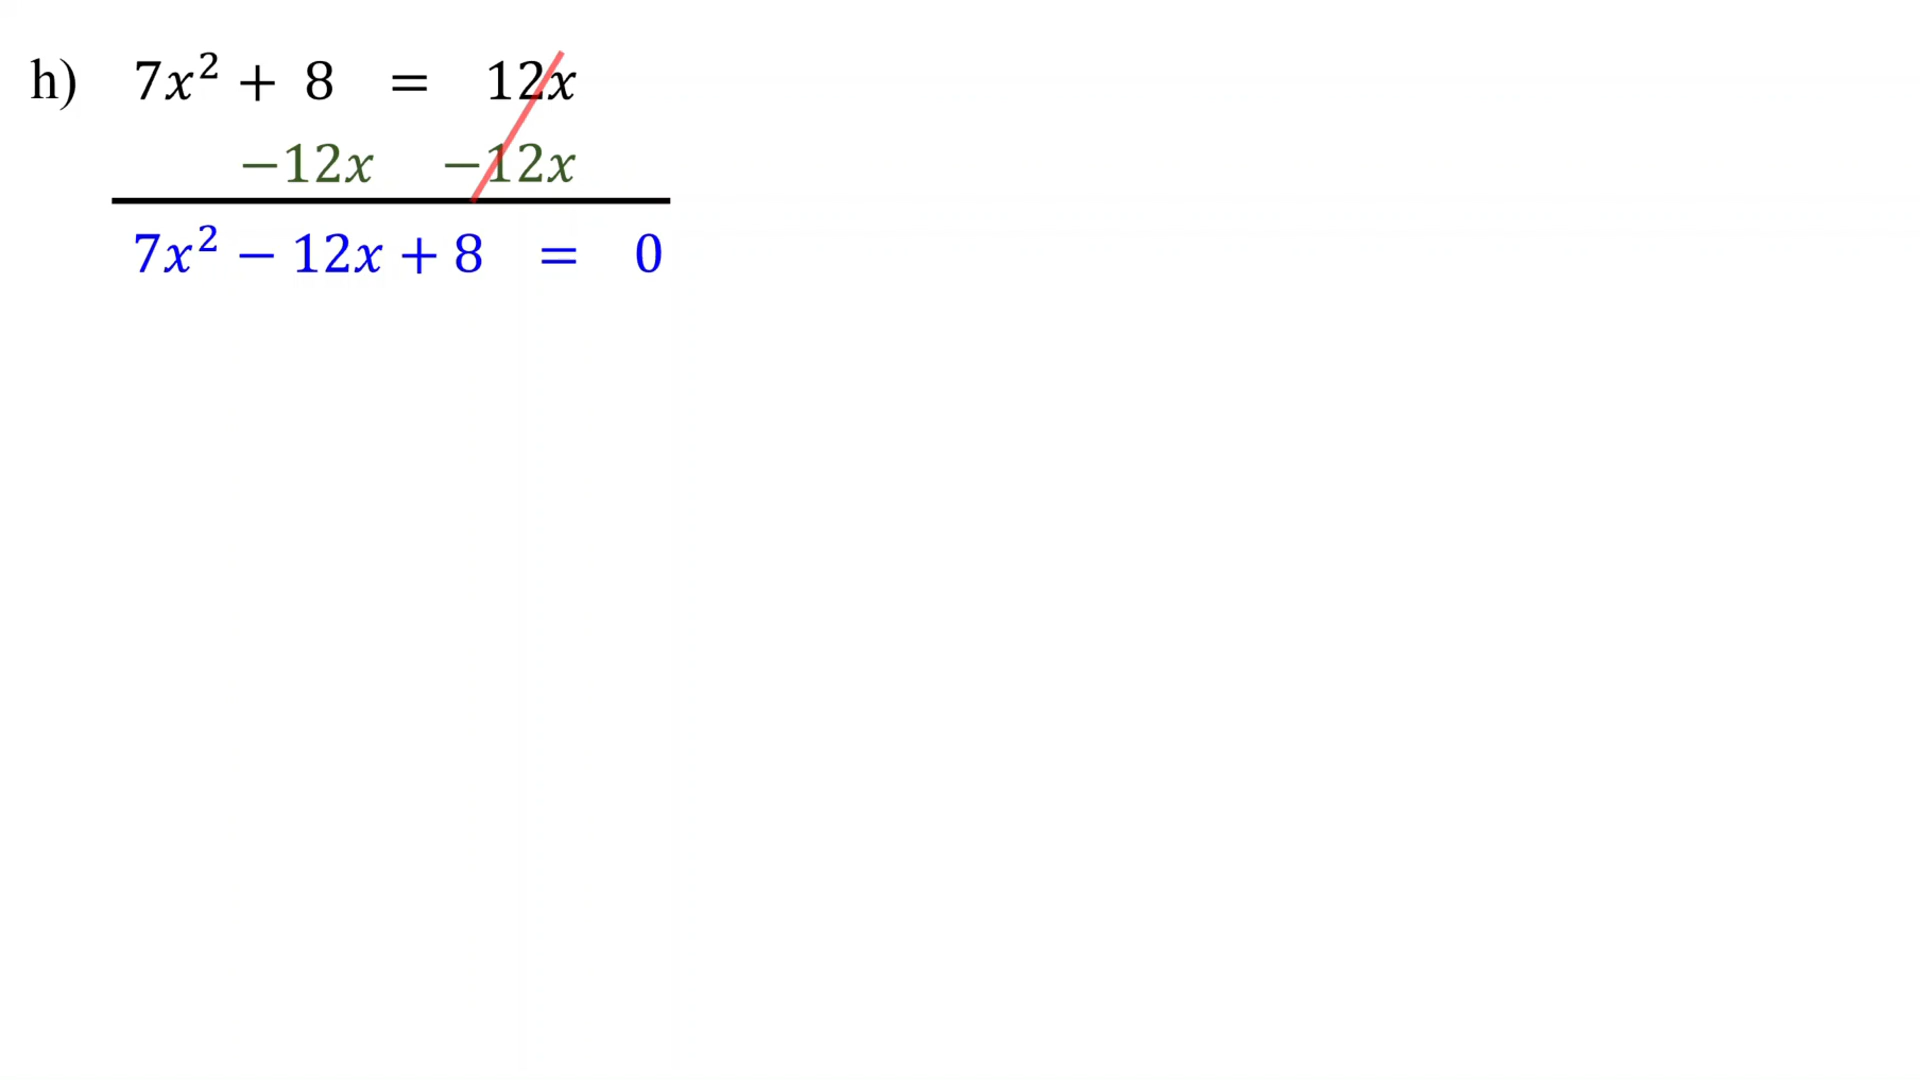 h) 7x² + 8 = 12x
−12x −12x
7x² − 12x + 8 = 0